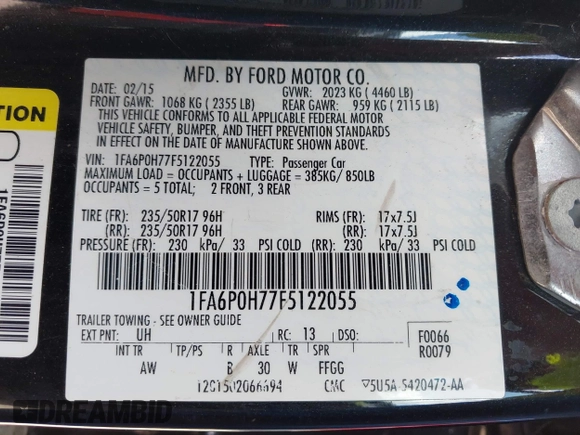 MFD. BY FORD MOTOR CO.
DATE: 02/15 GVWR: 2023 KG ( 4460 LB)
FRONT GAWR: 1068 KG ( 2355 LB) REAR GAWR: 959 KG ( 2115 LB)
THIS VEHICLE CONFORMS TO ALL APPLICABLE FEDERAL MOTOR
VEHICLE SAFETY, BUMPER, AND THEFT PREVENTION STANDARDS
IN EFFECT ON THE DATE OF MANUFACTURE SHOWN ABOVE.
VIN: 1FA6P0H77F5122055 TYPE: Passenger Car
MAXIMUM LOAD = OCCUPANTS + LUGGAGE = 385KG/ 850LB
OCCUPANTS = 5 TOTAL; 2 FRONT, 3 REAR
TIRE (FR): 235/50R17 96H RIMS (FR): 17x7.5J
(RR): 235/50R17 96H (RR): 17x7.5J
PRESSURE (FR): 230 kPa/ 33 PSI COLD (RR): 230 kPa/ 33 PSI COLD
1FA6P0H77F5122055
TRAILER TOWING - SEE OWNER GUIDE
EXT PNT: UH RC: 13 DSO: F0066
R0079
INT TR TP/PS R AXLE TR SPR
AW B 30 W FFGG
CMC 5U5A-5420472-AA
TION
DREAMBID